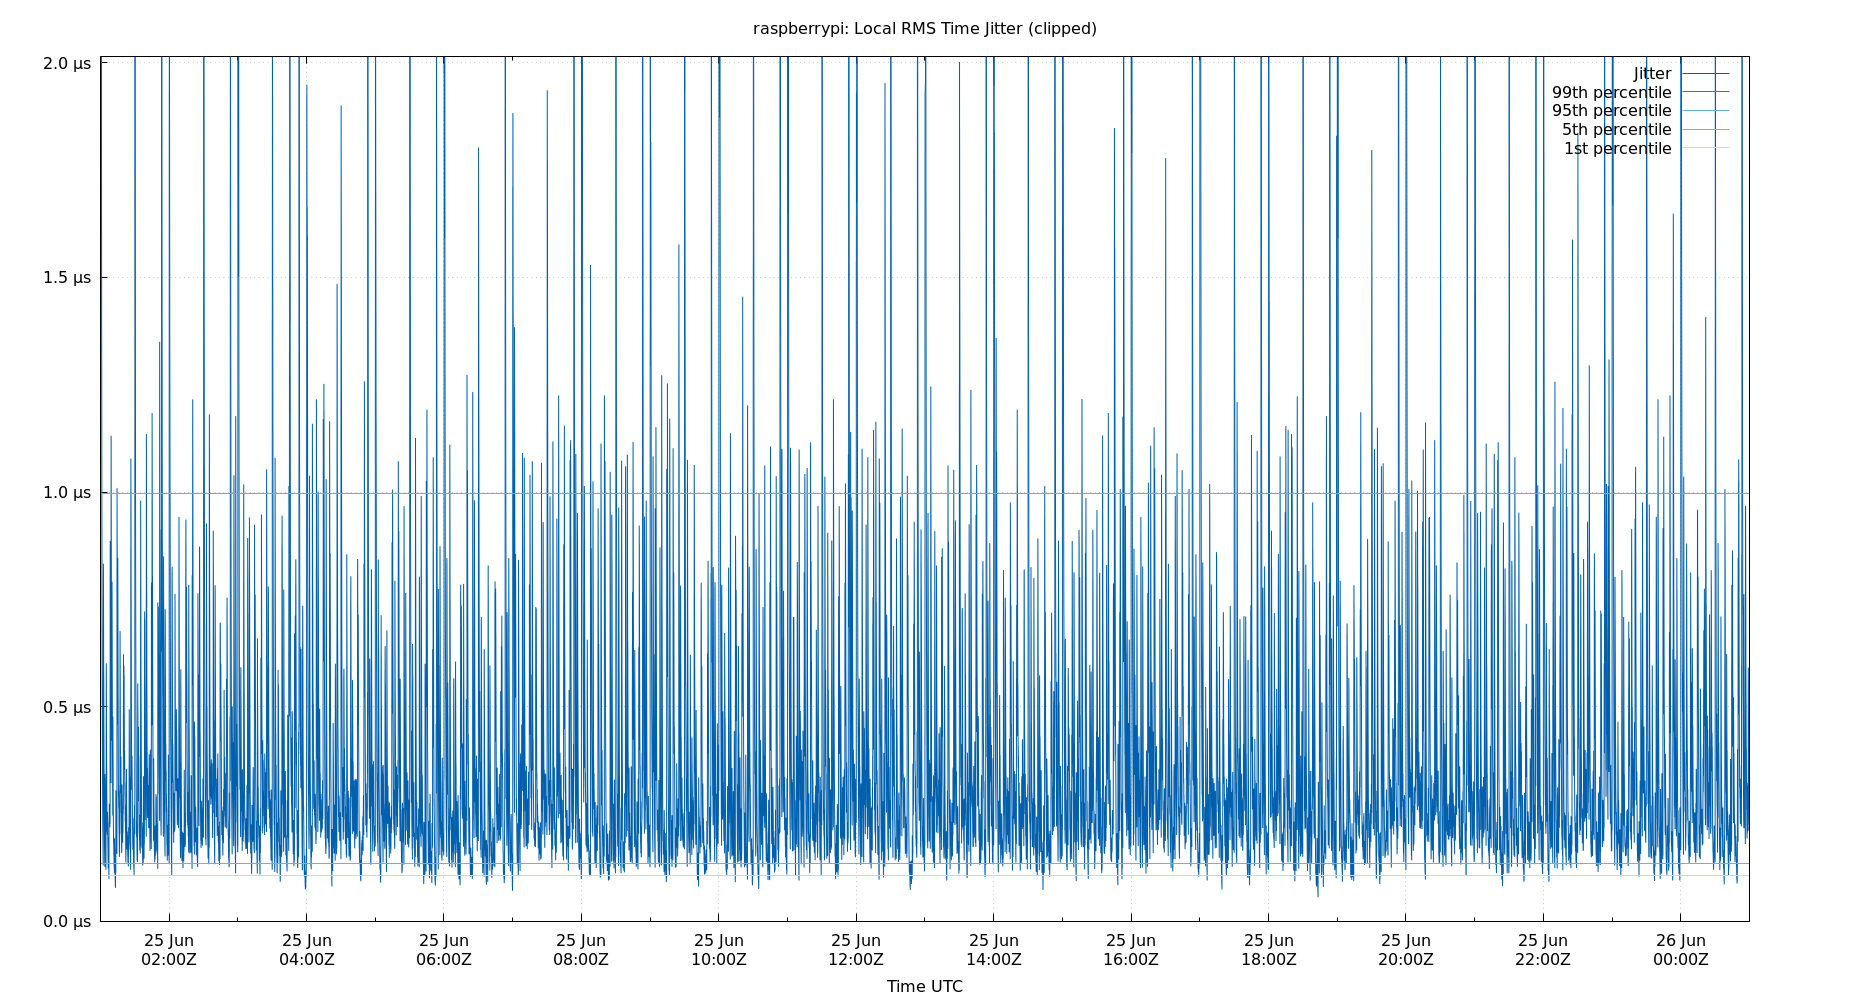 raspberrypi: Local RMS Time Jitter (clipped)
2.0 µs
1.5 µs
1.0 µs
0.5 µs
0.0 µs
Jitter
99th percentile
95th percentile
5th percentile
1st percentile
25 Jun 25 Jun 25 Jun 25 Jun 25 Jun 25 Jun 25 Jun 25 Jun 25 Jun 25 Jun 25 Jun 26 Jun
02:00Z 04:00Z 06:00Z 08:00Z 10:00Z 12:00Z 14:00Z 16:00Z 18:00Z 20:00Z 22:00Z 00:00Z
Time UTC